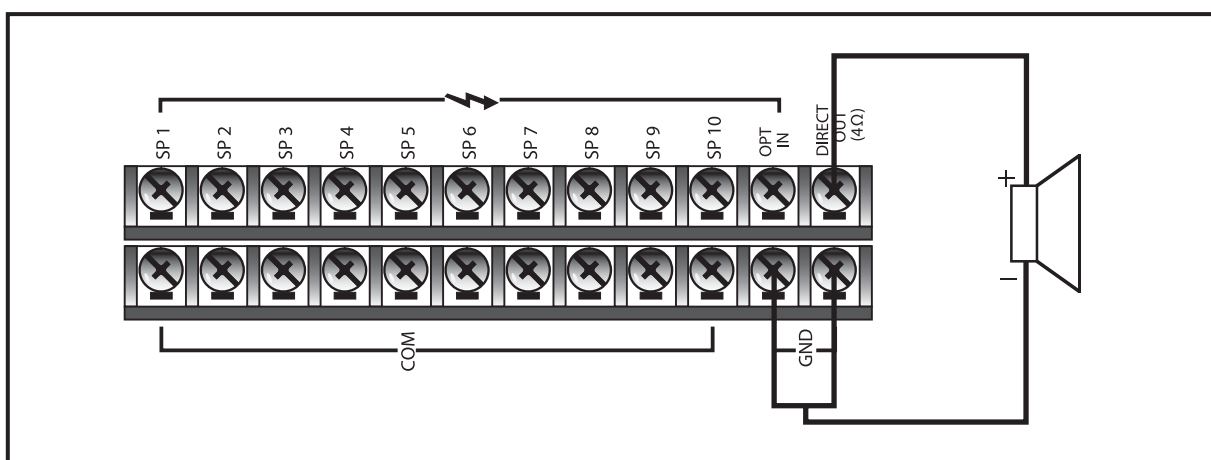 SP 1
SP 2
SP 3
SP 4
SP 5
SP 6
SP 7
SP 8
SP 9
SP 10
OPT
IN
DIRECT
OUT
(4Ω)
+
–
COM
GND